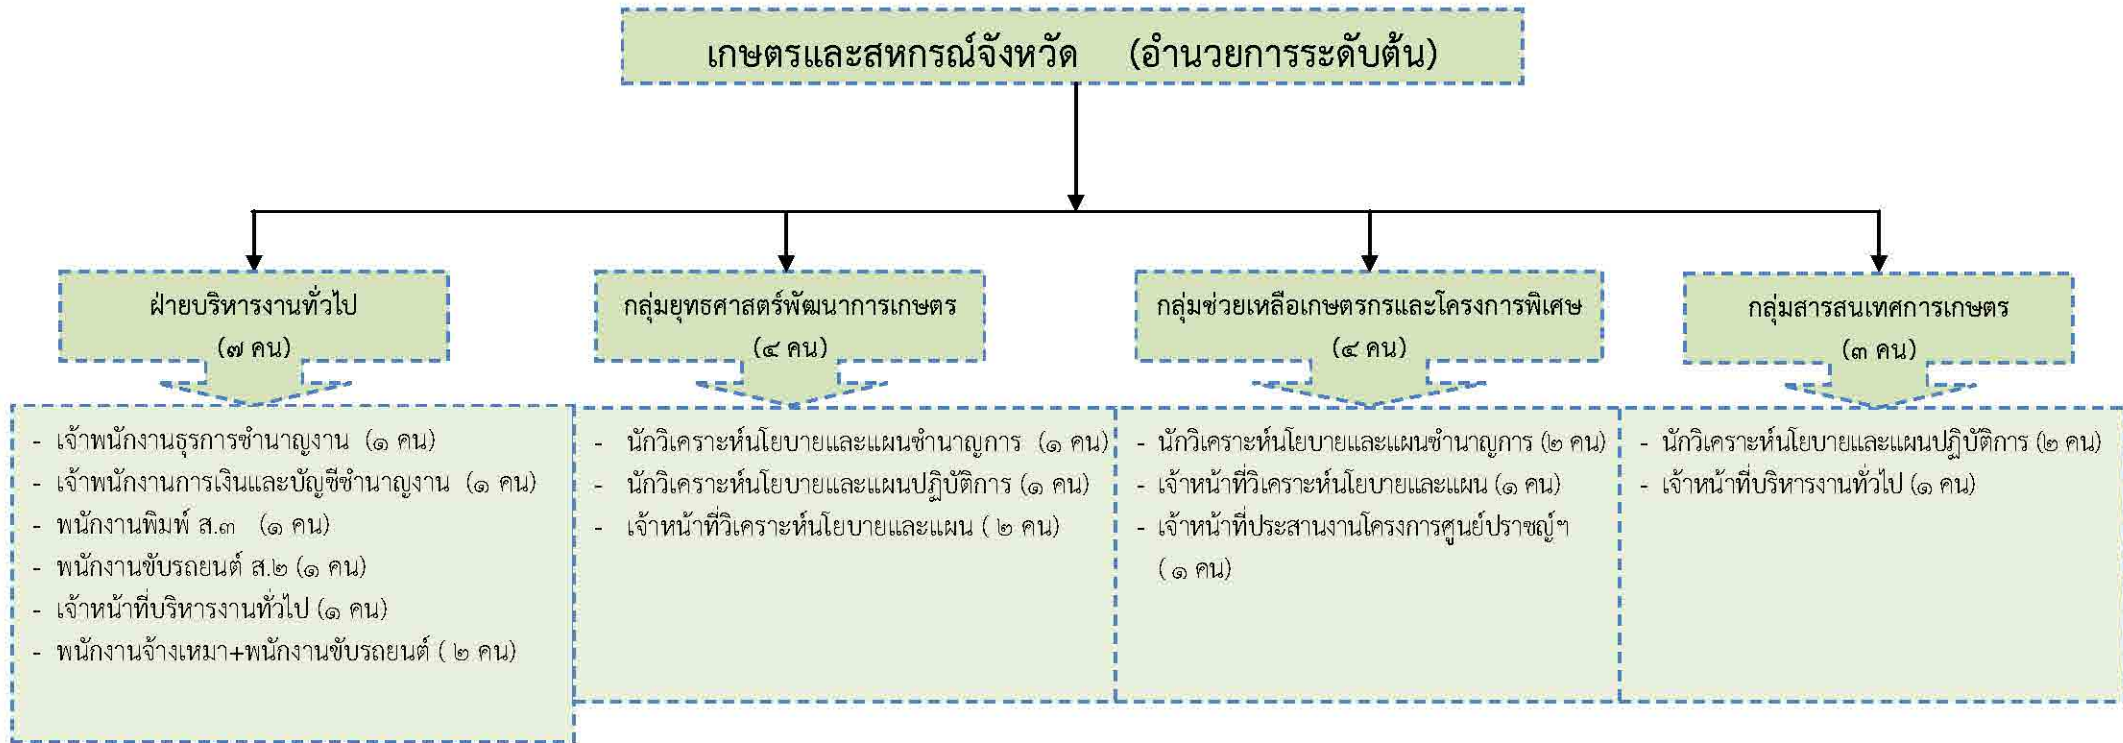 เกษตรและสหกรณ์จังหวัด (อำนวยการระดับต้น)
ฝ่ายบริหารงานทั่วไป
(๗ คน)
- เจ้าพนักงานธุรการชำนาญงาน (๑ คน)
- เจ้าพนักงานการเงินและบัญชีชำนาญงาน (๑ คน)
- พนักงานพิมพ์ ส.๓ (๑ คน)
- พนักงานขับรถยนต์ ส.๒ (๑ คน)
- เจ้าหน้าที่บริหารงานทั่วไป (๑ คน)
- พนักงานจ้างเหมา+พนักงานขับรถยนต์ ( ๒ คน)
กลุ่มยุทธศาสตร์พัฒนาการเกษตร
(๔ คน)
- นักวิเคราะห์นโยบายและแผนชำนาญการ (๑ คน)
- นักวิเคราะห์นโยบายและแผนปฏิบัติการ (๑ คน)
- เจ้าหน้าที่วิเคราะห์นโยบายและแผน ( ๒ คน)
กลุ่มช่วยเหลือเกษตรกรและโครงการพิเศษ
(๔ คน)
- นักวิเคราะห์นโยบายและแผนชำนาญการ (๒ คน)
- เจ้าหน้าที่วิเคราะห์นโยบายและแผน (๑ คน)
- เจ้าหน้าที่ประสานงานโครงการศูนย์ปราชญ์ฯ
( ๑ คน)
กลุ่มสารสนเทศการเกษตร
(๓ คน)
- นักวิเคราะห์นโยบายและแผนปฏิบัติการ (๒ คน)
- เจ้าหน้าที่บริหารงานทั่วไป (๑ คน)